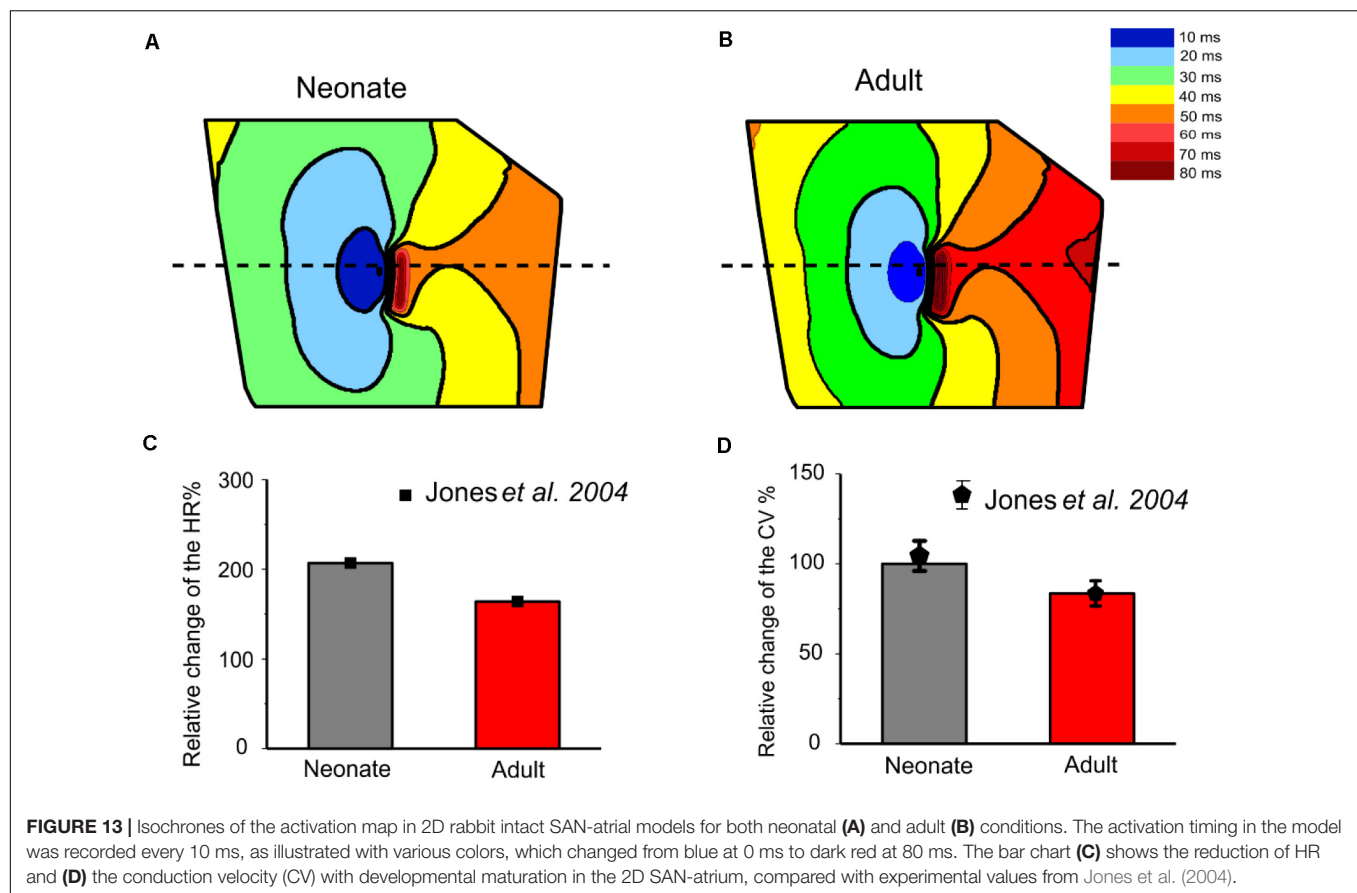 A
B
Neonate
Adult
10 ms
20 ms
30 ms
40 ms
50 ms
60 ms
70 ms
80 ms
C
Relative change of the HR%
300
200
100
0
Jones et al. 2004
Neonate
Adult
D
Relative change of the CV %
150
100
50
0
Jones et al. 2004
Neonate
Adult
FIGURE 13 | Isochrones of the activation map in 2D rabbit intact SAN-atrial models for both neonatal (A) and adult (B) conditions. The activation timing in the model
was recorded every 10 ms, as illustrated with various colors, which changed from blue at 0 ms to dark red at 80 ms. The bar chart (C) shows the reduction of HR
and (D) the conduction velocity (CV) with developmental maturation in the 2D SAN-atrium, compared with experimental values from Jones et al. (2004).